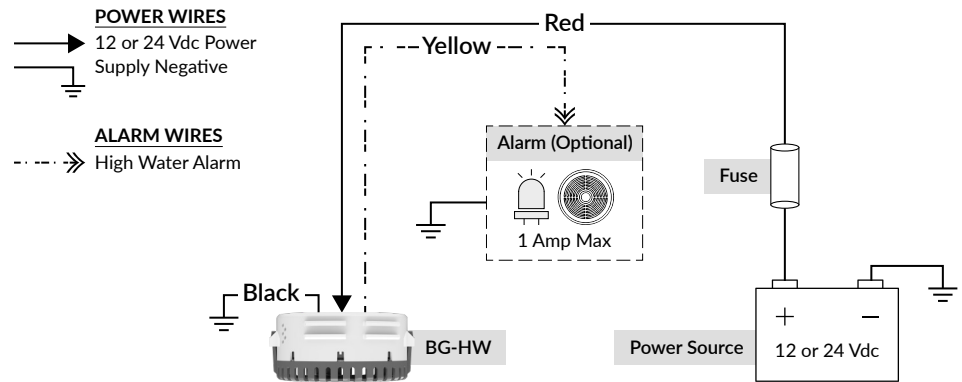 POWER WIRES
12 or 24 Vdc Power
Supply Negative
ALARM WIRES
High Water Alarm
Red
Yellow
Alarm (Optional)
1 Amp Max
Fuse
Black
BG-HW
Power Source
+ —
12 or 24 Vdc